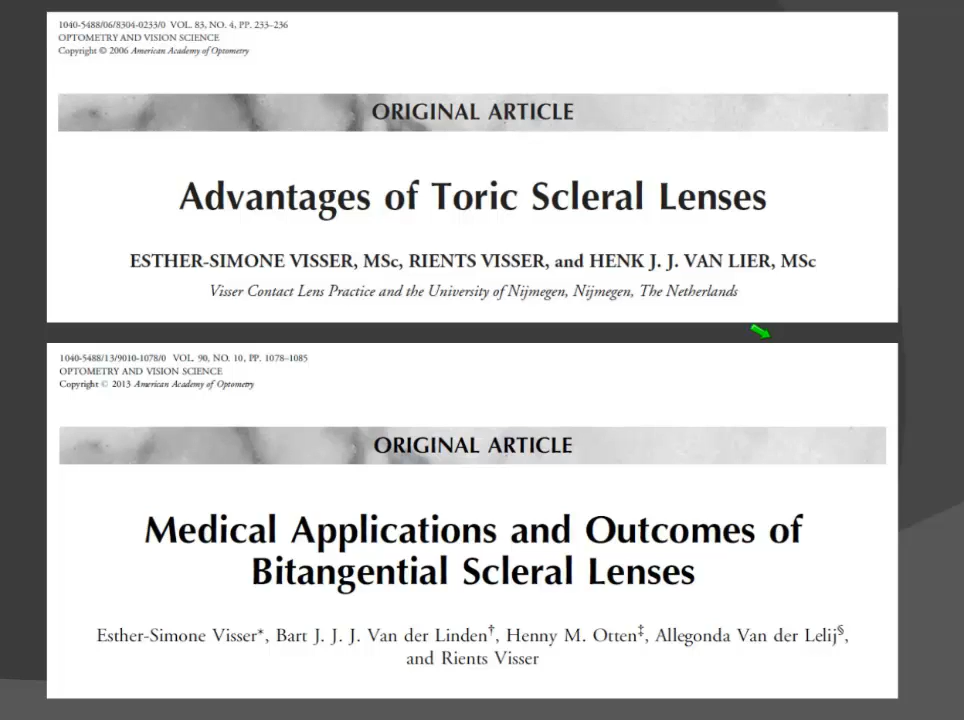 1040-5488/06/8304-0233/0 VOL. 83, NO. 4, PP. 233–236
OPTOMETRY AND VISION SCIENCE
Copyright © 2006 American Academy of Optometry
ORIGINAL ARTICLE
Advantages of Toric Scleral Lenses
ESTHER-SIMONE VISSER, MSc, RIENTS VISSER, and HENK J. J. VAN LIER, MSc
Visser Contact Lens Practice and the University of Nijmegen, Nijmegen, The Netherlands
1040-5488/13/9010-1078/0 VOL. 90, NO. 10, PP. 1078–1085
OPTOMETRY AND VISION SCIENCE
Copyright © 2013 American Academy of Optometry
ORIGINAL ARTICLE
Medical Applications and Outcomes of
Bitangential Scleral Lenses
Esther-Simone Visser*, Bart J. J. J. Van der Linden†, Henny M. Otten‡, Allegonda Van der Lelij§,
and Rients Visser